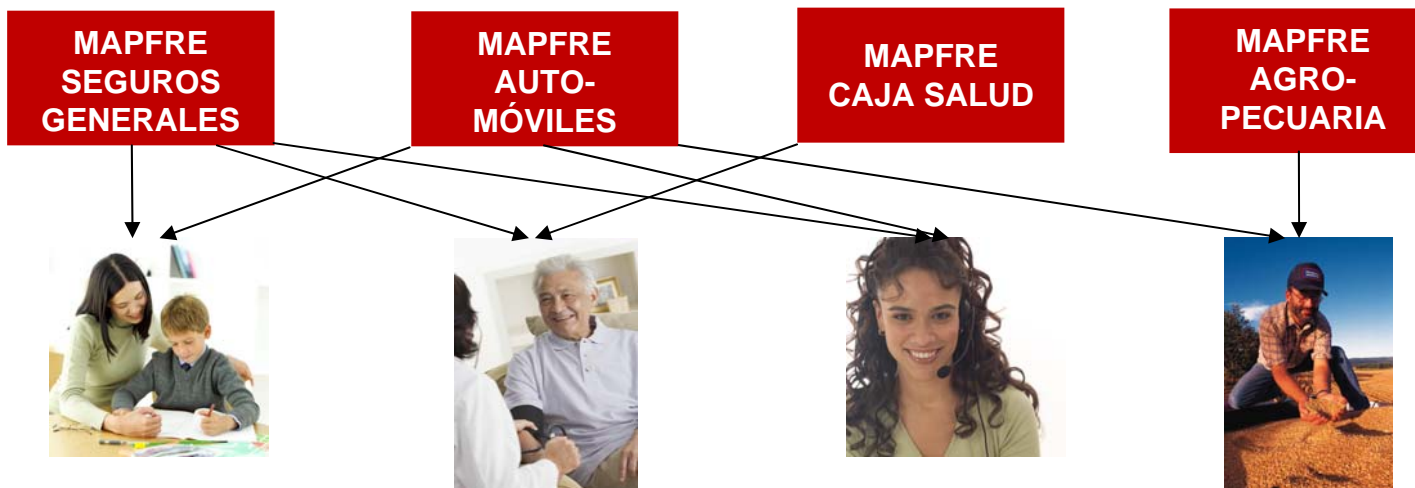 MAPFRE
SEGUROS
GENERALES
MAPFRE
AUTO-
MÓVILES
MAPFRE
CAJA SALUD
MAPFRE
AGRO-
PECUARIA